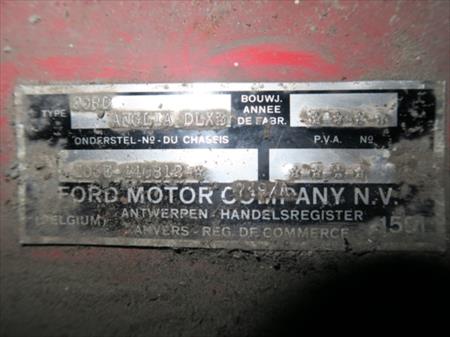 FORD BOUWJ.
TYPE ANGLIA DLX ANNEE DE FABR.
ONDERSTEL-Nº-DU CHASSIS P.V.A. Nº
FORD MOTOR COMPANY N.V.
(BELGIUM) ANTWERPEN-HANDELSREGISTER
ANVERS-REG. DE COMMERCE 1551